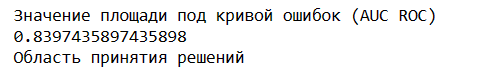 Значение площади под кривой ошибок (AUC ROC)
0.8397435897435898
Область принятия решений